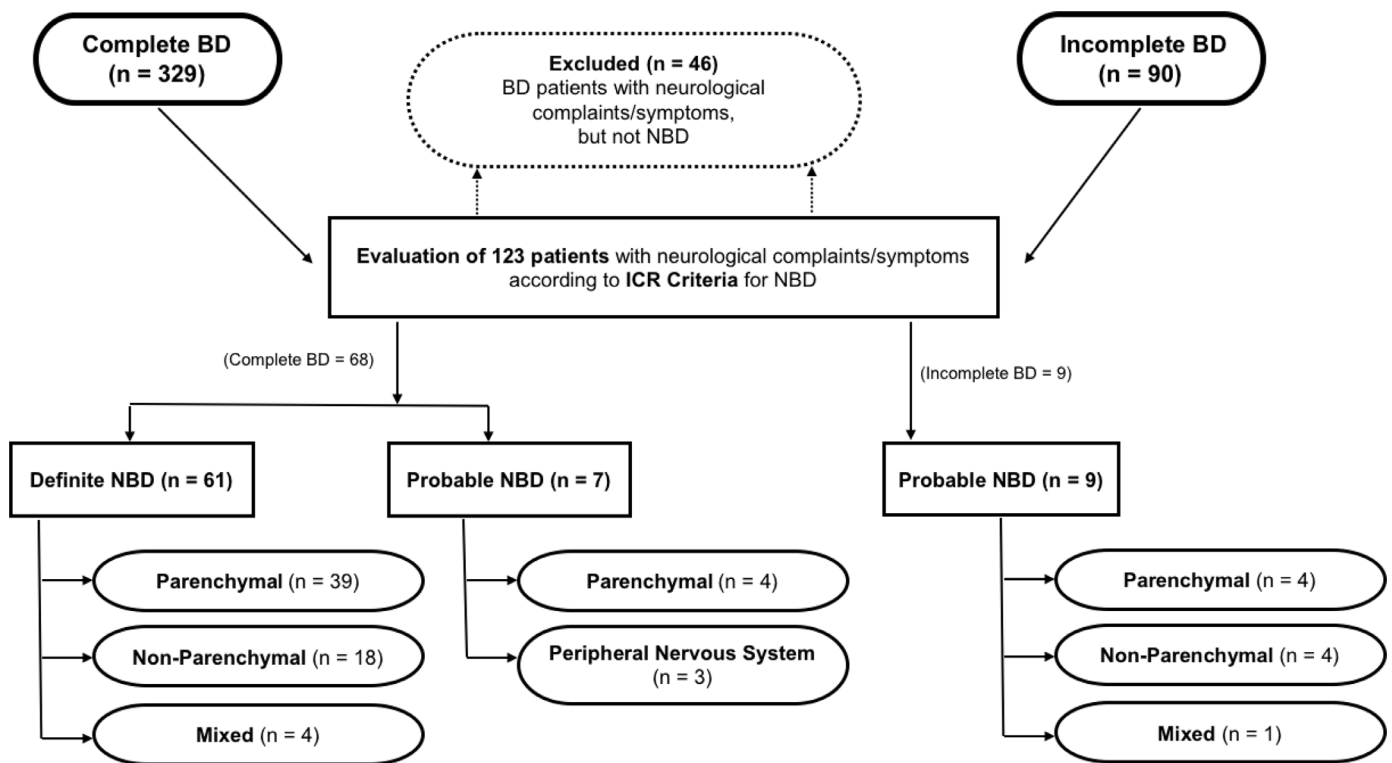 Complete BD
(n = 329)
Excluded (n = 46)
BD patients with neurological
complaints/symptoms,
but not NBD
Incomplete BD
(n = 90)
Evaluation of 123 patients with neurological complaints/symptoms
according to ICR Criteria for NBD
(Complete BD = 68)
(Incomplete BD = 9)
Definite NBD (n = 61)
Probable NBD (n = 7)
Probable NBD (n = 9)
Parenchymal (n = 39)
Non-Parenchymal (n = 18)
Mixed (n = 4)
Parenchymal (n = 4)
Peripheral Nervous System
(n = 3)
Parenchymal (n = 4)
Non-Parenchymal (n = 4)
Mixed (n = 1)